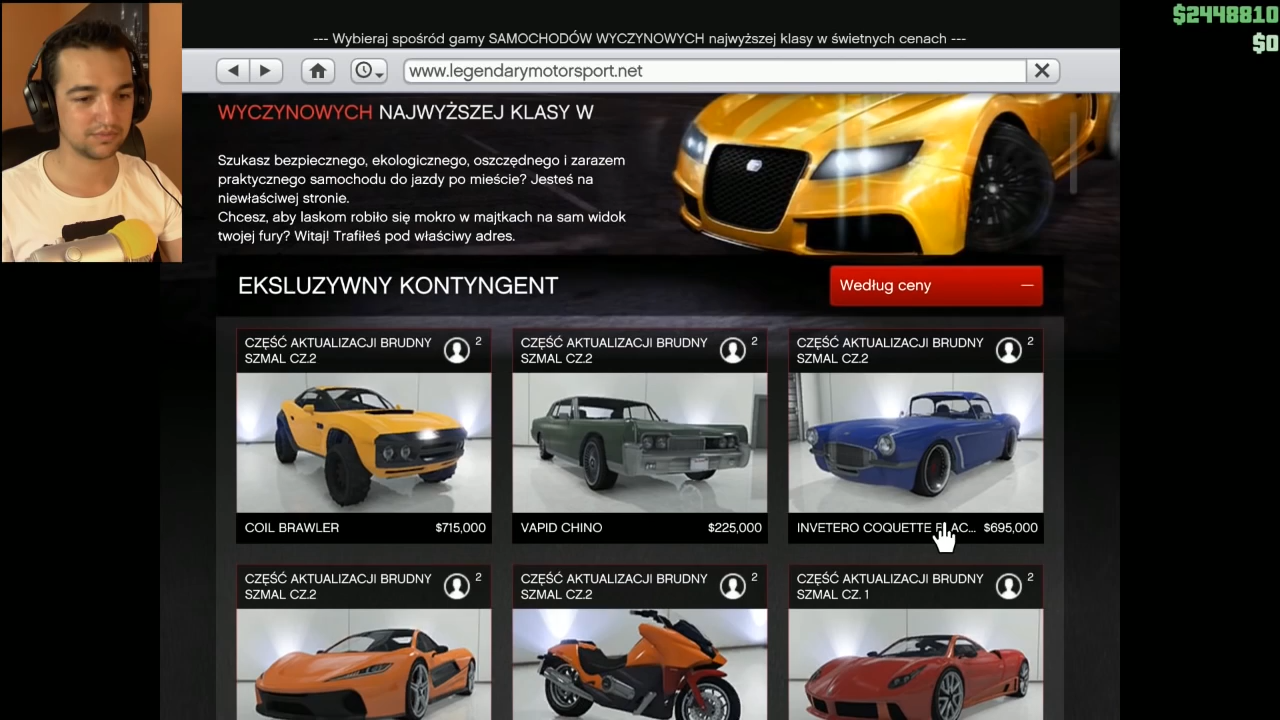 $2448810
$0
--- Wybieraj spośród gamy SAMOCHODÓW WYCZYNOWYCH najwyższej klasy w świetnych cenach ---
www.legendarymotorsport.net
WYCZYNOWYCH NAJWYŻSZEJ KLASY W
Szukasz bezpiecznego, ekologicznego, oszczędnego i zarazem
praktycznego samochodu do jazdy po mieście? Jesteś na
niewłaściwej stronie.
Chcesz, aby laskom robiło się mokro w majtkach na sam widok
twojej fury? Witaj! Trafiłeś pod właściwy adres.
EKSLUZYWNY KONTYNGENT
Według ceny
CZĘŚĆ AKTUALIZACJI BRUDNY
SZMAL CZ.2
2
CZĘŚĆ AKTUALIZACJI BRUDNY
SZMAL CZ.2
2
CZĘŚĆ AKTUALIZACJI BRUDNY
SZMAL CZ.2
2
COIL BRAWLER $715,000
VAPID CHINO $225,000
INVETERO COQUETTE $695,000
CZĘŚĆ AKTUALIZACJI BRUDNY
SZMAL CZ.2
2
CZĘŚĆ AKTUALIZACJI BRUDNY
SZMAL CZ.2
2
CZĘŚĆ AKTUALIZACJI BRUDNY
SZMAL CZ. 1
2